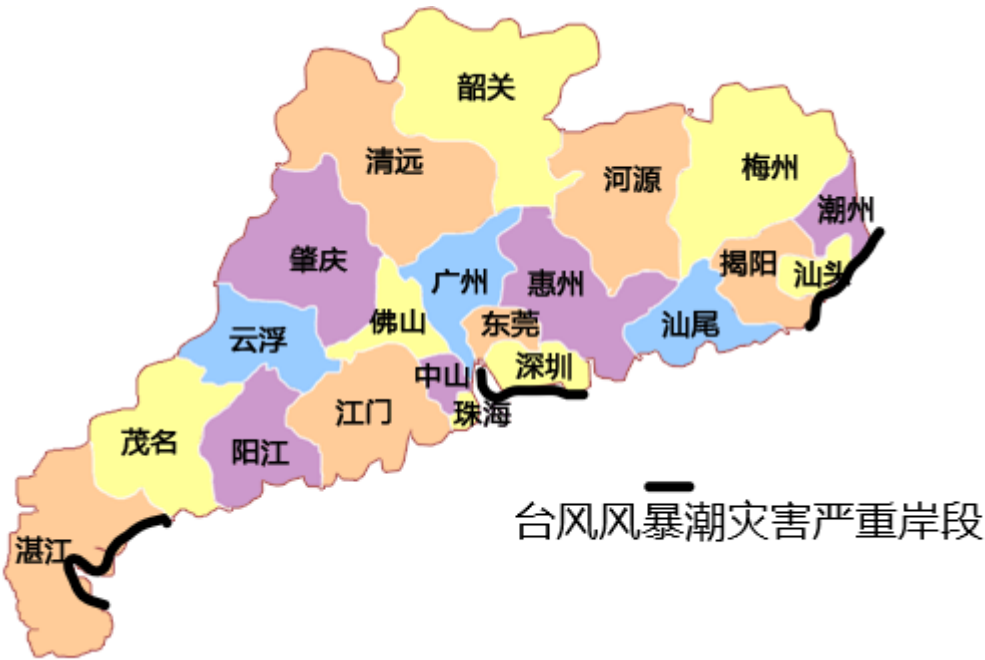 韶关
清远
河源
梅州
潮州
肇庆
广州
惠州
揭阳
汕头
云浮
佛山
东莞
汕尾
深圳
中山
江门
珠海
茂名
阳江
湛江
台风风暴潮灾害严重岸段